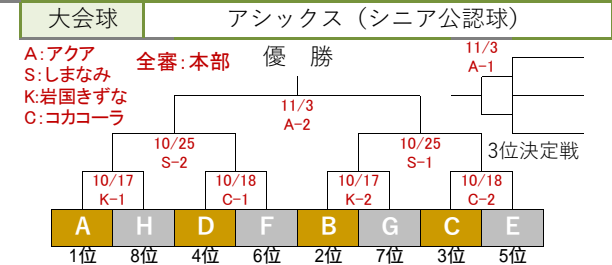 大会球 アシックス（シニア公認球）
A：アクア
S：しまなみ
K:岩国きずな
C：コカコーラ
全審：本部
優 勝
11/3
A-1
11/3
A-2
3位決定戦
10/25
S-2
10/25
S-1
10/17
K-1
10/18
C-1
10/17
K-2
10/18
C-2
A H D F B G C E
1位 8位 4位 6位 2位 7位 3位 5位